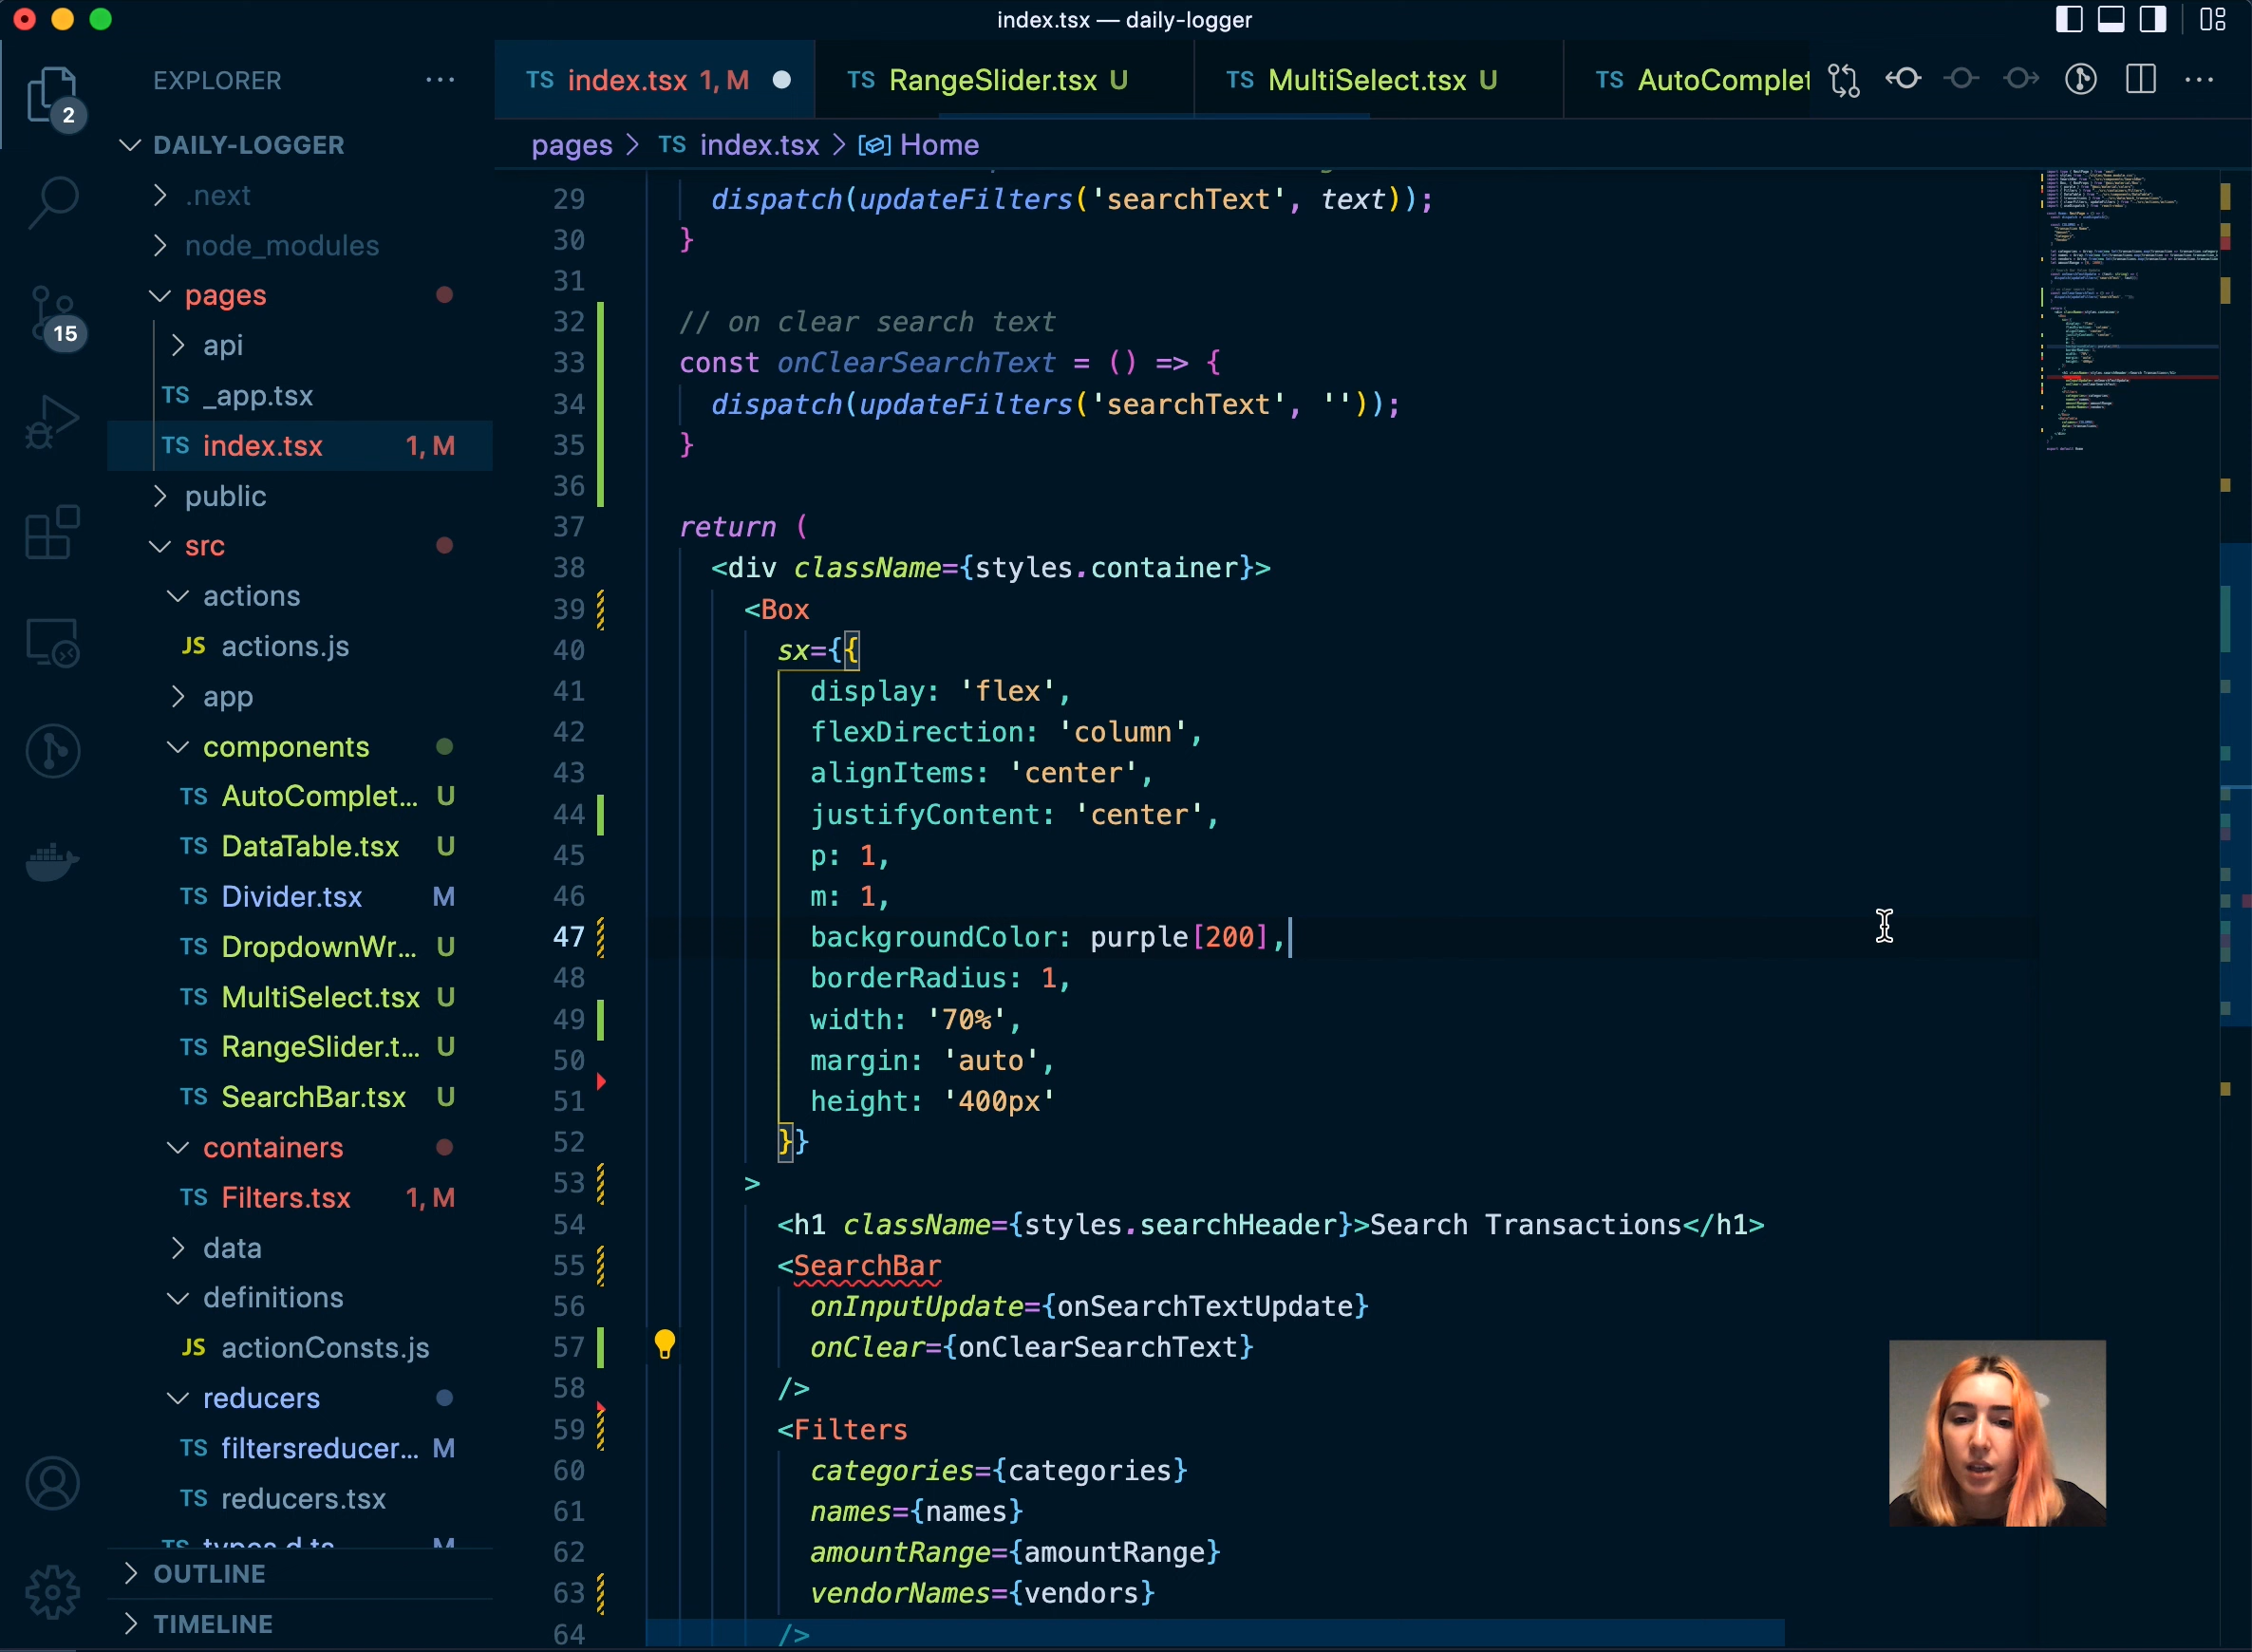 index.tsx — daily-logger
EXPLORER
2
DAILY-LOGGER
.next
node_modules
pages
15
api
TS _app.tsx
TS index.tsx 1, M
public
src
actions
JS actions.js
app
components
TS AutoComplet... U
TS DataTable.tsx U
TS Divider.tsx M
TS DropdownWr... U
TS MultiSelect.tsx U
TS RangeSlider.t... U
TS SearchBar.tsx U
containers
TS Filters.tsx 1, M
data
definitions
JS actionConsts.js
reducers
TS filtersreducer... M
TS reducers.tsx
TS types.d.ts M
OUTLINE
TIMELINE
TS index.tsx 1, M
TS RangeSlider.tsx U
TS MultiSelect.tsx U
TS AutoComplet
pages > TS index.tsx > Home
29 dispatch(updateFilters('searchText', text));
30 }
31
32 // on clear search text
33 const onClearSearchText = () => {
34 dispatch(updateFilters('searchText', ''));
35 }
36
37 return (
38 <div className={styles.container}>
39 <Box
40 sx={{
41 display: 'flex',
42 flexDirection: 'column',
43 alignItems: 'center',
44 justifyContent: 'center',
45 p: 1,
46 m: 1,
47 backgroundColor: purple[200],
48 borderRadius: 1,
49 width: '70%',
50 margin: 'auto',
51 height: '400px'
52 }}
53 >
54 <h1 className={styles.searchHeader}>Search Transactions</h1>
55 <SearchBar
56 onInputUpdate={onSearchTextUpdate}
57 onClear={onClearSearchText}
58 />
59 <Filters
60 categories={categories}
61 names={names}
62 amountRange={amountRange}
63 vendorNames={vendors}
64 />